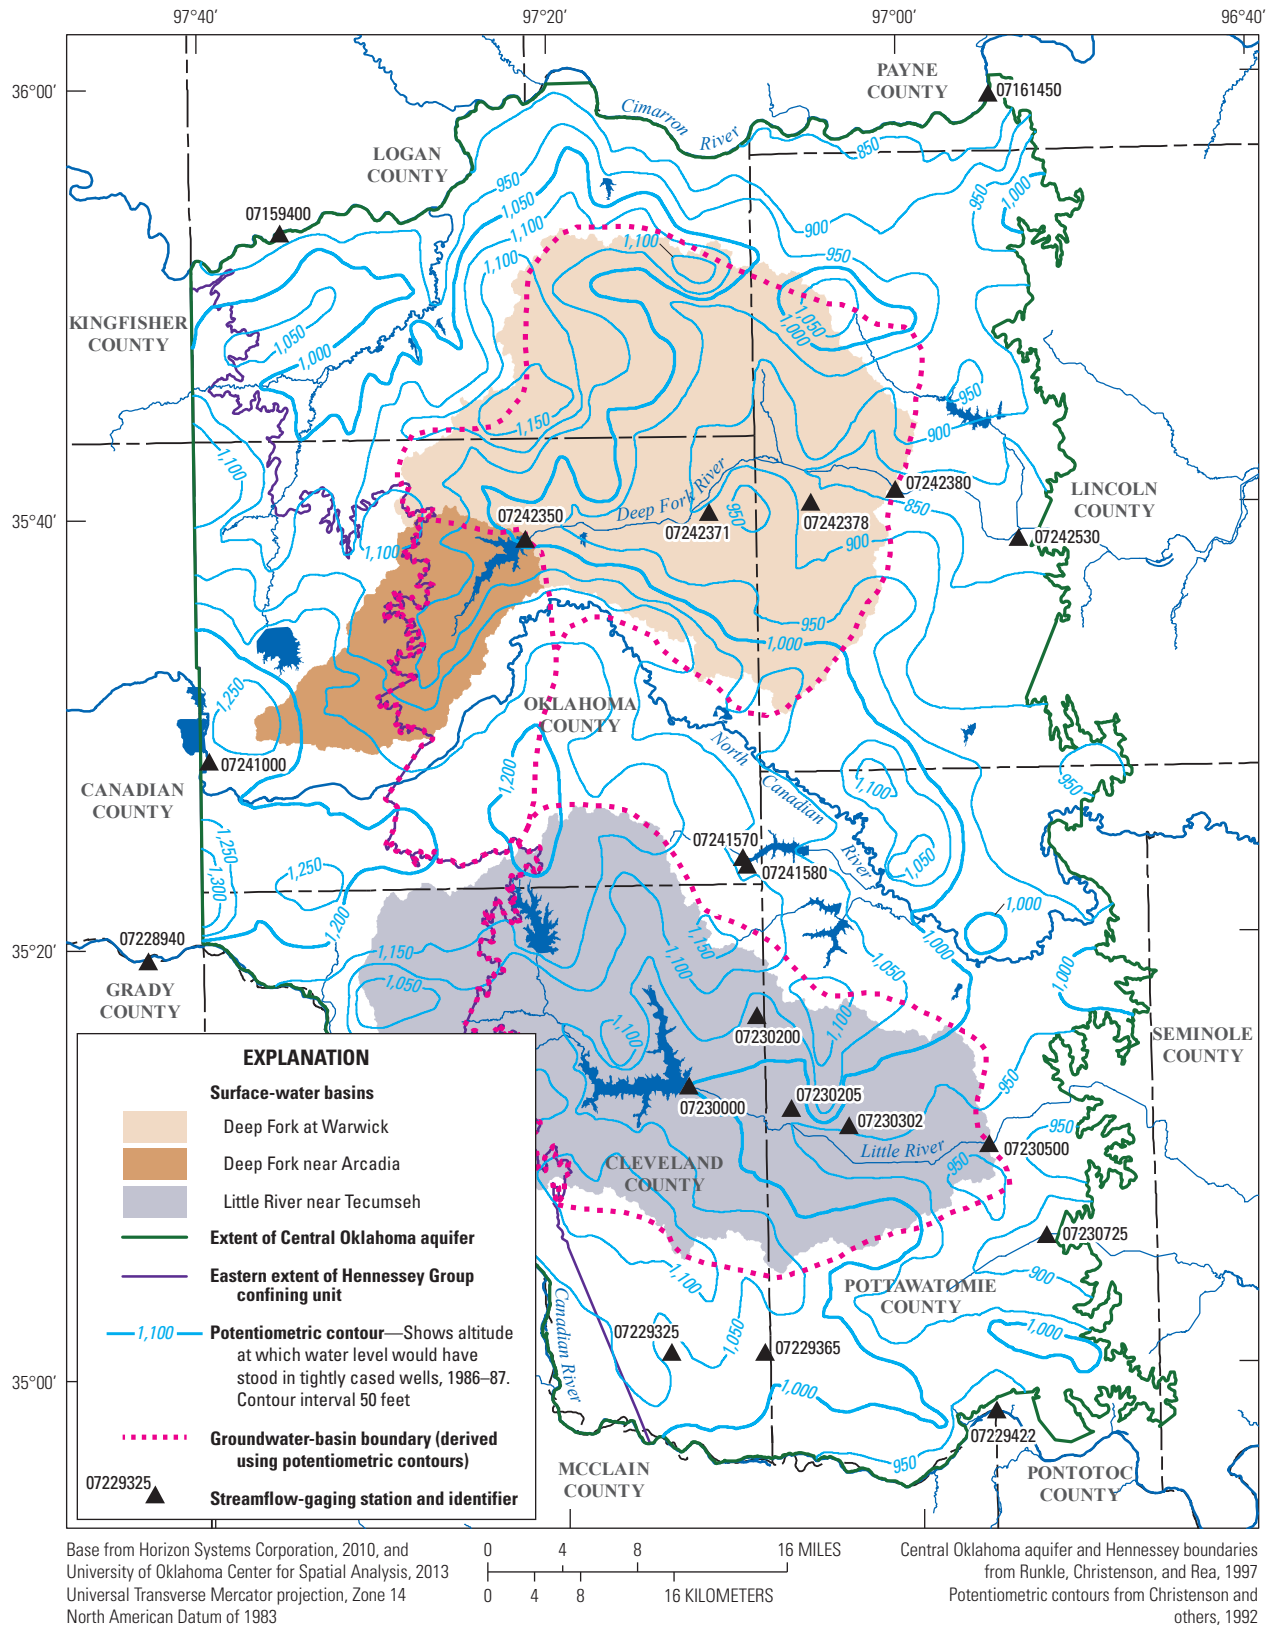 97°40′
97°20′
97°00′
96°40′
36°00′
35°40′
35°20′
35°00′
PAYNE
COUNTY
07161450
Cimarron
River
850
LOGAN
COUNTY
950
1,050
1,100
1,100
950
1,000
07159400
900
950
1,100
KINGFISHER
COUNTY
1,050
1,000
1,050
1,000
950
900
1,150
1,100
07242380
850
LINCOLN
COUNTY
07242350
Deep Fork River
950
07242371
07242378
07242530
900
1,100
950
1,000
1,250
OKLAHOMA
COUNTY
North
Canadian
River
07241000
1,200
1,100
950
CANADIAN
COUNTY
1,250
1,300
1,250
1,200
07241570
07241580
1,050
1,000
07228940
GRADY
COUNTY
1,150
1,050
1,150
1,100
1,050
1,000
1,000
1,100
1,100
07230200
SEMINOLE
COUNTY
950
07230000
07230205
07230302
Little River
950
07230500
950
CLEVELAND
COUNTY
07230725
1,100
POTTAWATOMIE
COUNTY
900
Canadian River
07229325
1,050
07229365
1,000
1,000
950
07229422
MCCLAIN
COUNTY
PONTOTOC
COUNTY
EXPLANATION
Surface-water basins
Deep Fork at Warwick
Deep Fork near Arcadia
Little River near Tecumseh
Extent of Central Oklahoma aquifer
Eastern extent of Hennessey Group
confining unit
1,100
Potentiometric contour—Shows altitude
at which water level would have
stood in tightly cased wells, 1986–87.
Contour interval 50 feet
Groundwater-basin boundary (derived
using potentiometric contours)
07229325
Streamflow-gaging station and identifier
Base from Horizon Systems Corporation, 2010, and
University of Oklahoma Center for Spatial Analysis, 2013
Universal Transverse Mercator projection, Zone 14
North American Datum of 1983
0 4 8 16 MILES
0 4 8 16 KILOMETERS
Central Oklahoma aquifer and Hennessey boundaries
from Runkle, Christenson, and Rea, 1997
Potentiometric contours from Christenson and
others, 1992